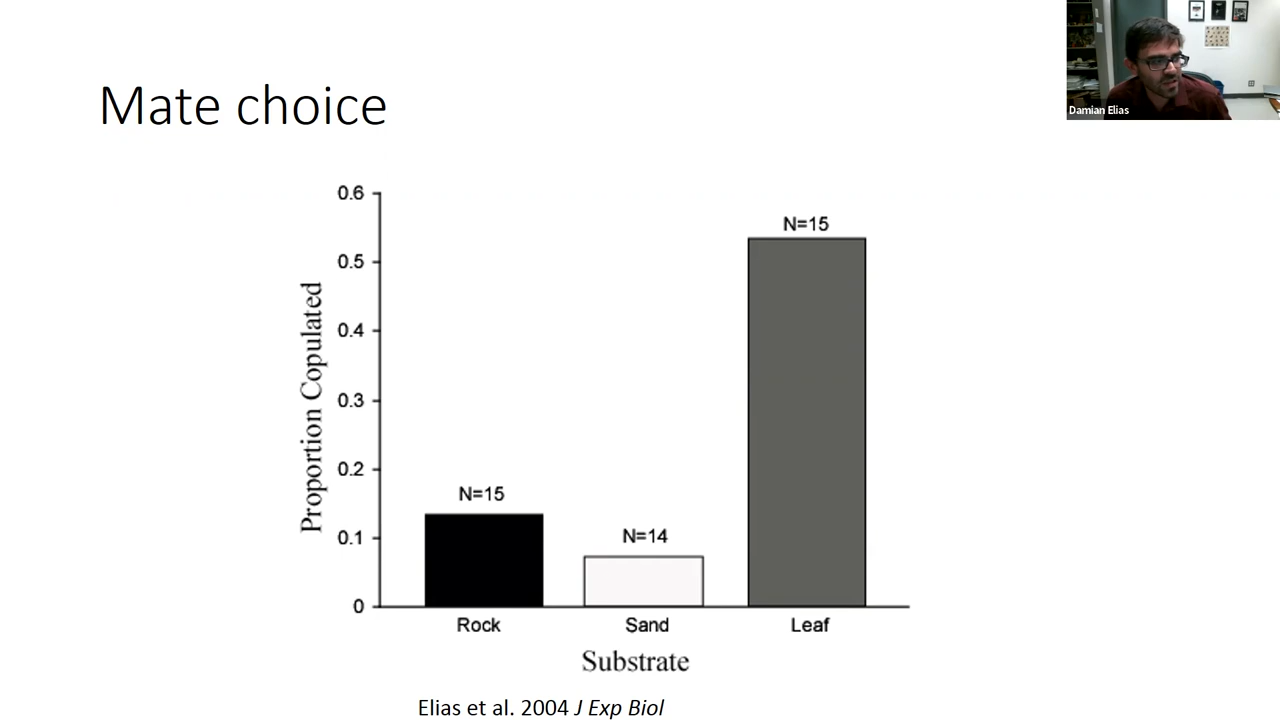 Mate choice
Damian Elias
0.6
0.5
0.4
0.3
0.2
0.1
0
Proportion Copulated
N=15
N=14
N=15
Rock
Sand
Leaf
Substrate
Elias et al. 2004 J Exp Biol